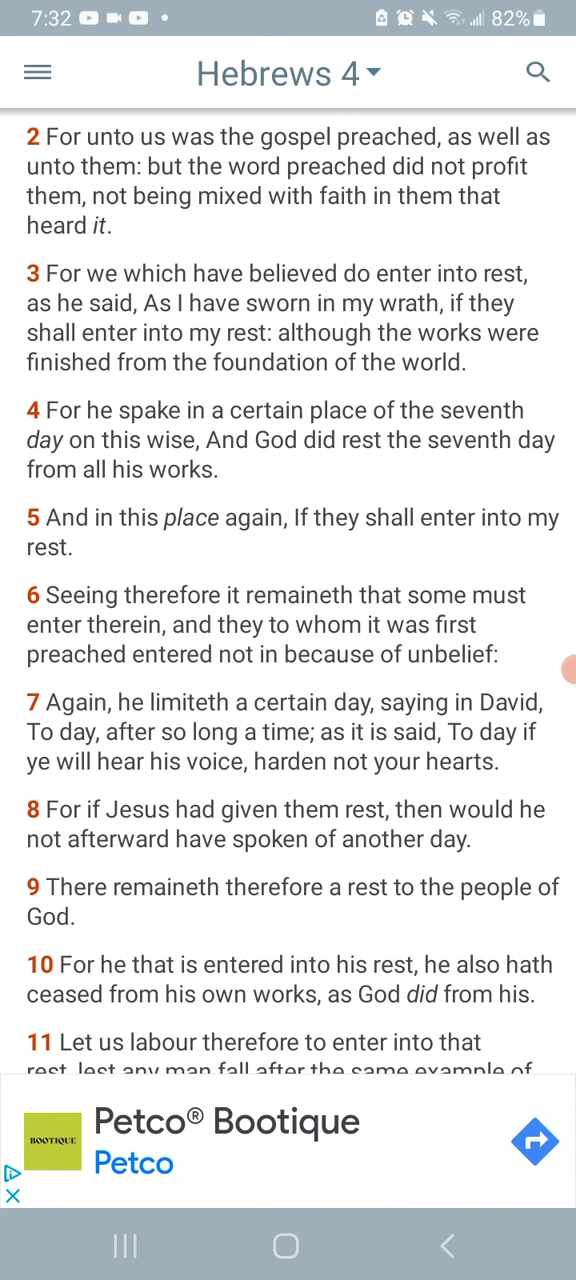 7:32
82%
Hebrews 4
2 For unto us was the gospel preached, as well as
unto them: but the word preached did not profit
them, not being mixed with faith in them that
heard it.
3 For we which have believed do enter into rest,
as he said, As I have sworn in my wrath, if they
shall enter into my rest: although the works were
finished from the foundation of the world.
4 For he spake in a certain place of the seventh
day on this wise, And God did rest the seventh day
from all his works.
5 And in this place again, If they shall enter into my
rest.
6 Seeing therefore it remaineth that some must
enter therein, and they to whom it was first
preached entered not in because of unbelief:
7 Again, he limiteth a certain day, saying in David,
To day, after so long a time; as it is said, To day if
ye will hear his voice, harden not your hearts.
8 For if Jesus had given them rest, then would he
not afterward have spoken of another day.
9 There remaineth therefore a rest to the people of
God.
10 For he that is entered into his rest, he also hath
ceased from his own works, as God did from his.
11 Let us labour therefore to enter into that
rest, lest any man fall after the same example of
BOOTIQUE
Petco® Bootique
Petco